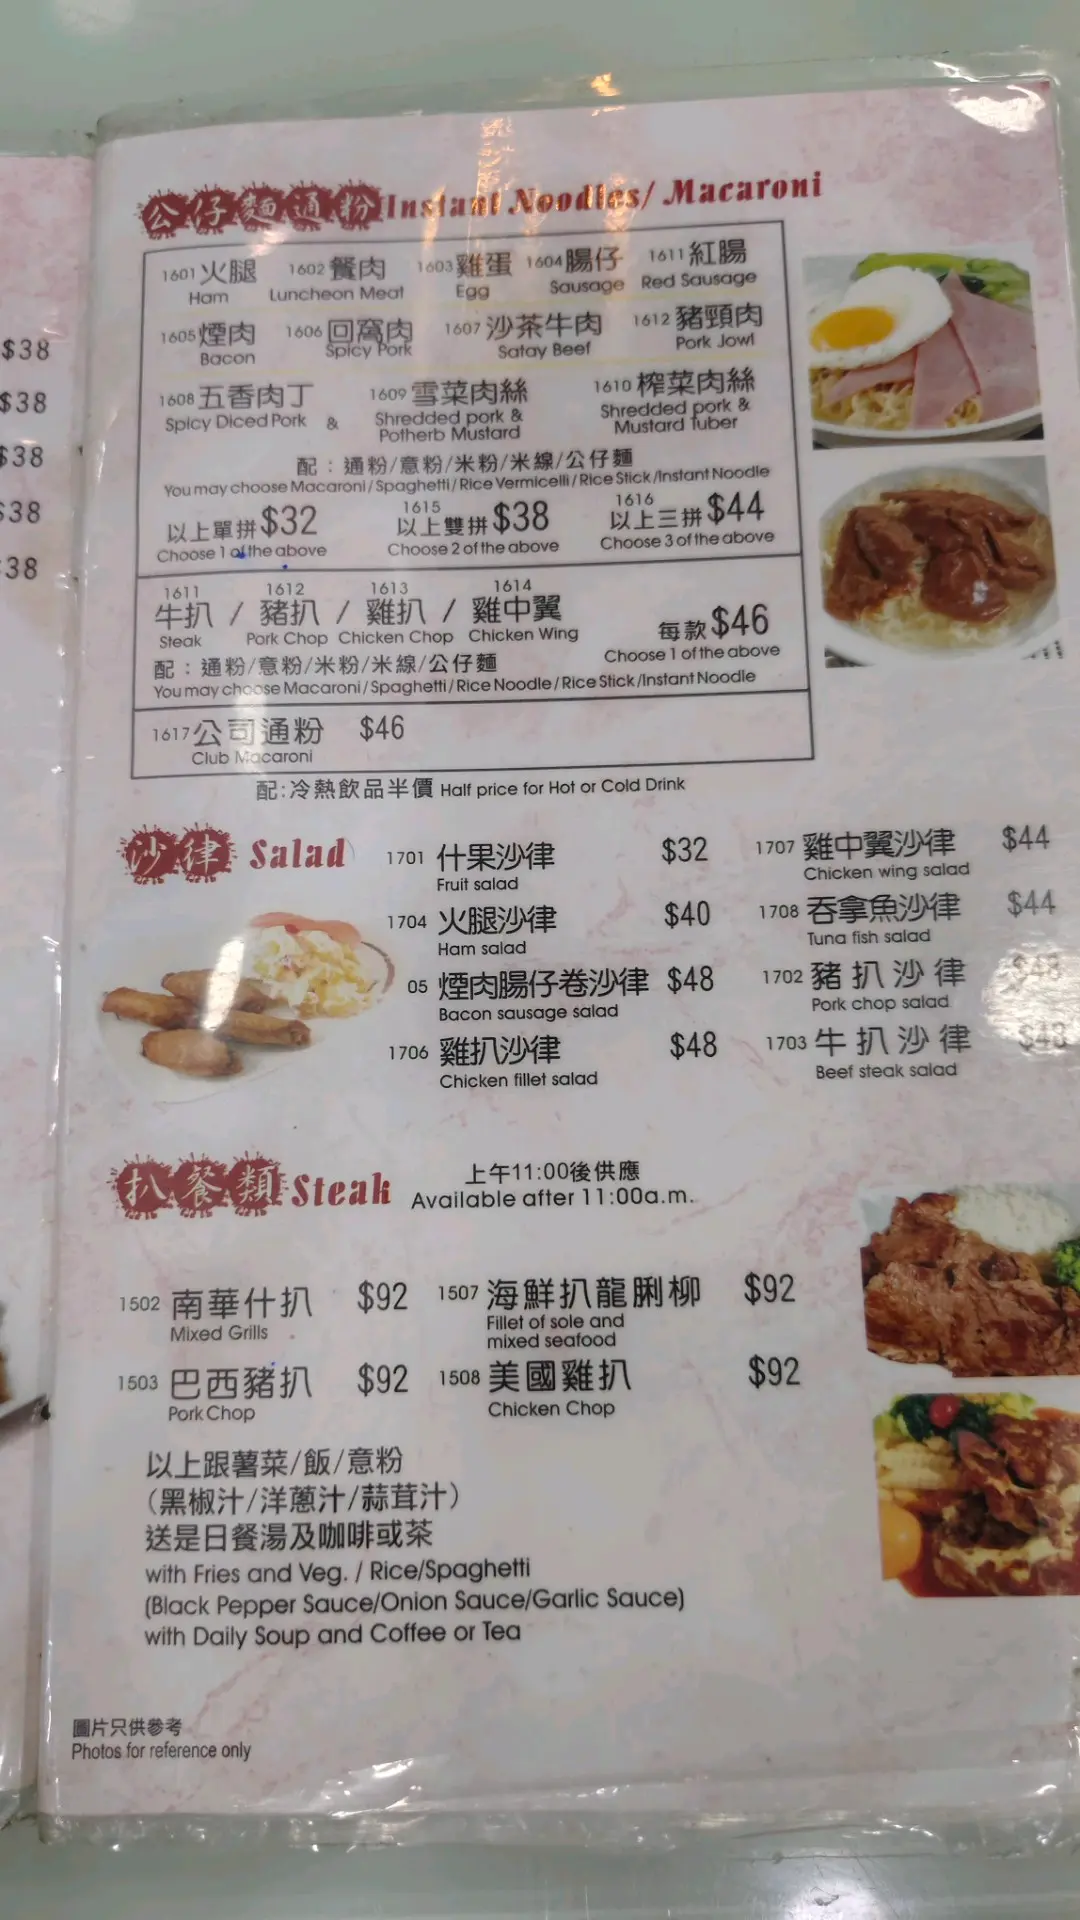 $38
$38
$38
$38
38
公仔麵通粉 Instant Noodles/ Macaroni
1601 火腿 1602 餐肉 1603 雞蛋 1604 腸仔 1611 紅腸
Ham Luncheon Meat Egg Sausage Red Sausage
1605 煙肉 1606 回窩肉 1607 沙茶牛肉 1612 豬頸肉
Bacon Spicy Pork Satay Beef Pork Jowl
1608 五香肉丁 1609 雪菜肉絲 1610 榨菜肉絲
Spicy Diced Pork & Shredded pork & Shredded pork &
Potherb Mustard Mustard Tuber
配：通粉/意粉/米粉/米線/公仔麵
You may choose Macaroni/Spaghetti/Rice Vermicelli/Rice Stick/Instant Noodle
1615 1616
以上單拼 $32 以上雙拼 $38 以上三拼 $44
Choose 1 of the above Choose 2 of the above Choose 3 of the above
1611 1612 1613 1614
牛扒 / 豬扒 / 雞扒 / 雞中翼 每款 $46
Steak Pork Chop Chicken Chop Chicken Wing Choose 1 of the above
配：通粉/意粉/米粉/米線/公仔麵
You may choose Macaroni/Spaghetti/Rice Noodle/Rice Stick/Instant Noodle
1617 公司通粉 $46
Club Macaroni
配:冷熱飲品半價 Half price for Hot or Cold Drink
沙律 Salad
1701 什果沙律 $32 1707 雞中翼沙律 $44
Fruit salad Chicken wing salad
1704 火腿沙律 $40 1708 吞拿魚沙律 $44
Ham salad Tuna fish salad
05 煙肉腸仔卷沙律 $48 1702 豬扒沙律 $48
Bacon sausage salad Pork chop salad
1706 雞扒沙律 $48 1703 牛扒沙律 $48
Chicken fillet salad Beef steak salad
扒餐類 Steak 上午11:00後供應
Available after 11:00a.m.
1502 南華什扒 $92 1507 海鮮扒龍脷柳 $92
Mixed Grills Fillet of sole and
mixed seafood
1503 巴西豬扒 $92 1508 美國雞扒 $92
Pork Chop Chicken Chop
以上跟薯菜/飯/意粉
（黑椒汁/洋蔥汁/蒜茸汁）
送是日餐湯及咖啡或茶
with Fries and Veg. / Rice/Spaghetti
(Black Pepper Sauce/Onion Sauce/Garlic Sauce)
with Daily Soup and Coffee or Tea
圖片只供參考
Photos for reference only